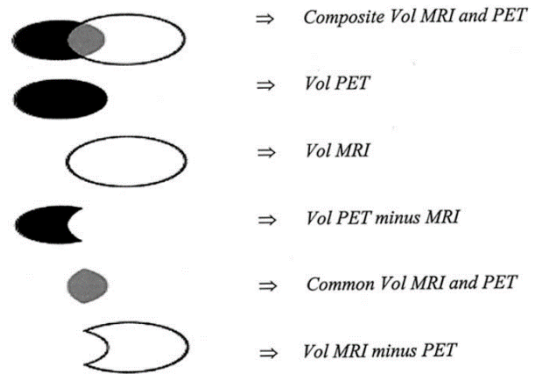 ⇒ Composite Vol MRI and PET
⇒ Vol PET
⇒ Vol MRI
⇒ Vol PET minus MRI
⇒ Common Vol MRI and PET
⇒ Vol MRI minus PET